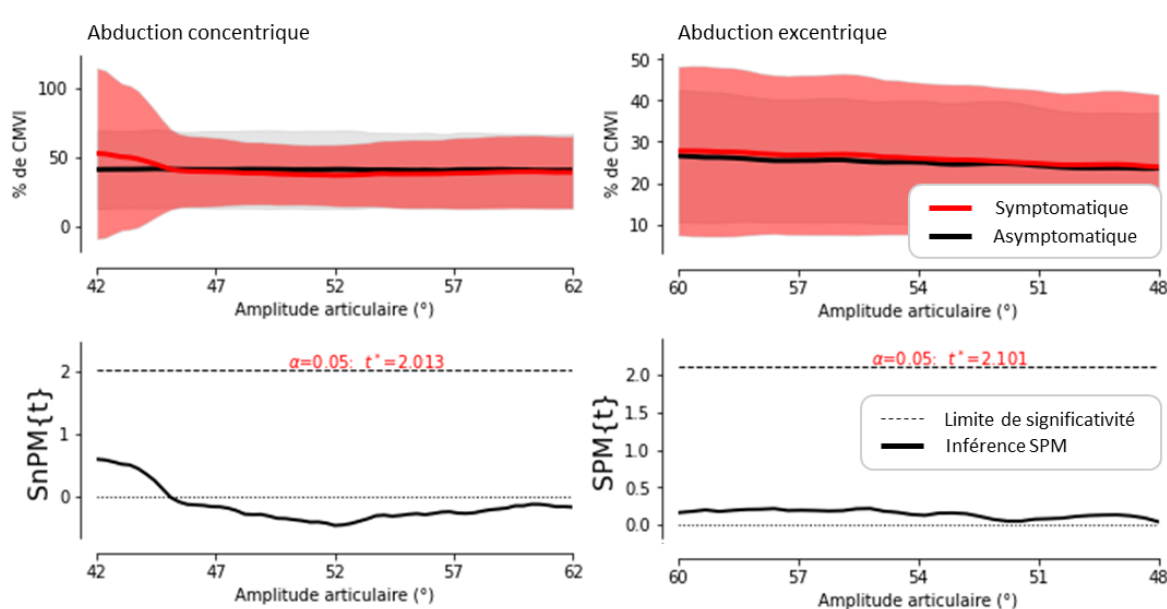 Abduction concentrique
% de CMVI
100
50
0
42
47
52
57
62
Amplitude articulaire (°)
Abduction excentrique
% de CMVI
50
40
30
20
10
Symptomatique
Asymptomatique
60
57
54
51
48
Amplitude articulaire (°)
SnPM{t}
2
1
0
α=0.05: t*=2.013
42
47
52
57
62
Amplitude articulaire (°)
SPM{t}
2.0
1.5
1.0
0.5
0.0
α=0.05: t*=2.101
Limite de significativité
Inférence SPM
60
57
54
51
48
Amplitude articulaire (°)